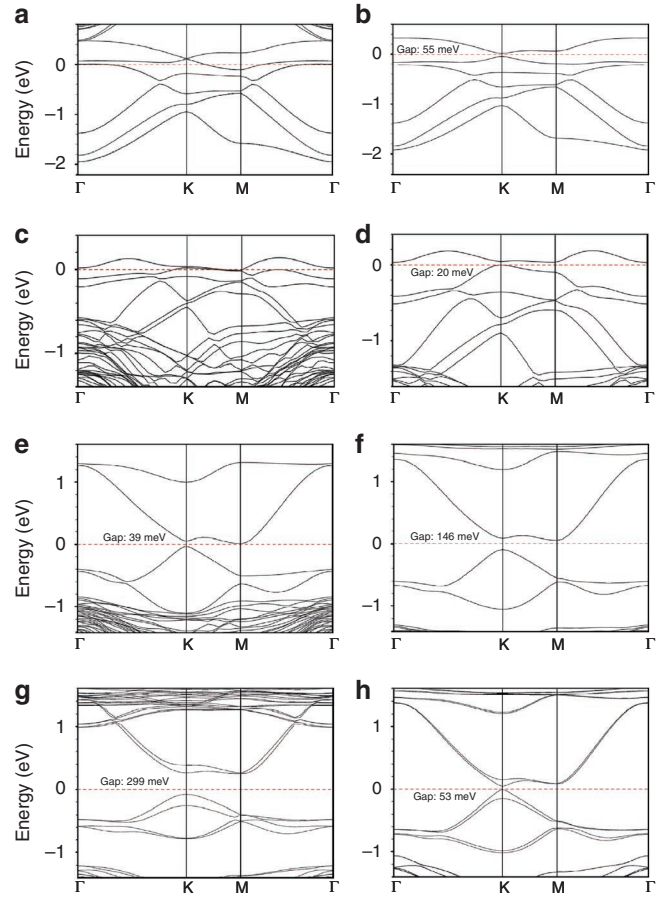 a
b
Energy (eV)
0
−1
−2
Γ
K
M
Γ
Gap: 55 meV
0
−1
−2
Γ
K
M
Γ
c
d
Energy (eV)
0
−1
Γ
K
M
Γ
Gap: 20 meV
0
−1
Γ
K
M
Γ
e
f
Energy (eV)
1
0
−1
Gap: 39 meV
Γ
K
M
Γ
1
0
−1
Gap: 146 meV
Γ
K
M
Γ
g
h
Energy (eV)
1
0
−1
Gap: 299 meV
Γ
K
M
Γ
1
0
−1
Gap: 53 meV
Γ
K
M
Γ